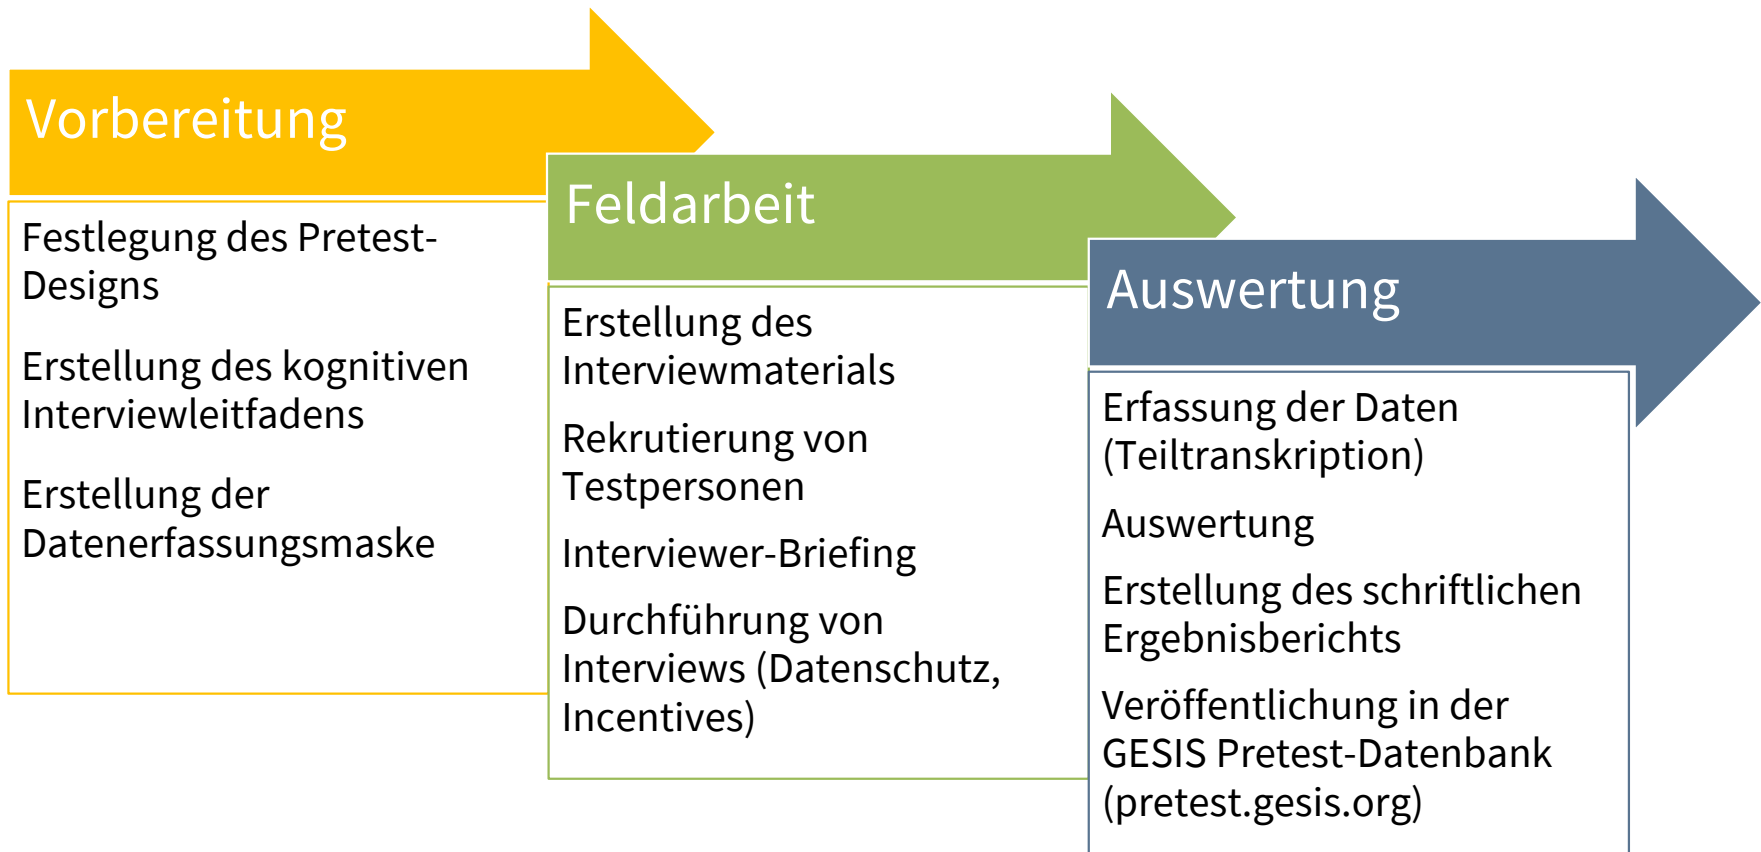 Vorbereitung
Festlegung des Pretest-
Designs
Erstellung des kognitiven
Interviewleitfadens
Erstellung der
Datenerfassungsmaske
Feldarbeit
Erstellung des
Interviewmaterials
Rekrutierung von
Testpersonen
Interviewer-Briefing
Durchführung von
Interviews (Datenschutz,
Incentives)
Auswertung
Erfassung der Daten
(Teiltranskription)
Auswertung
Erstellung des schriftlichen
Ergebnisberichts
Veröffentlichung in der
GESIS Pretest-Datenbank
(pretest.gesis.org)